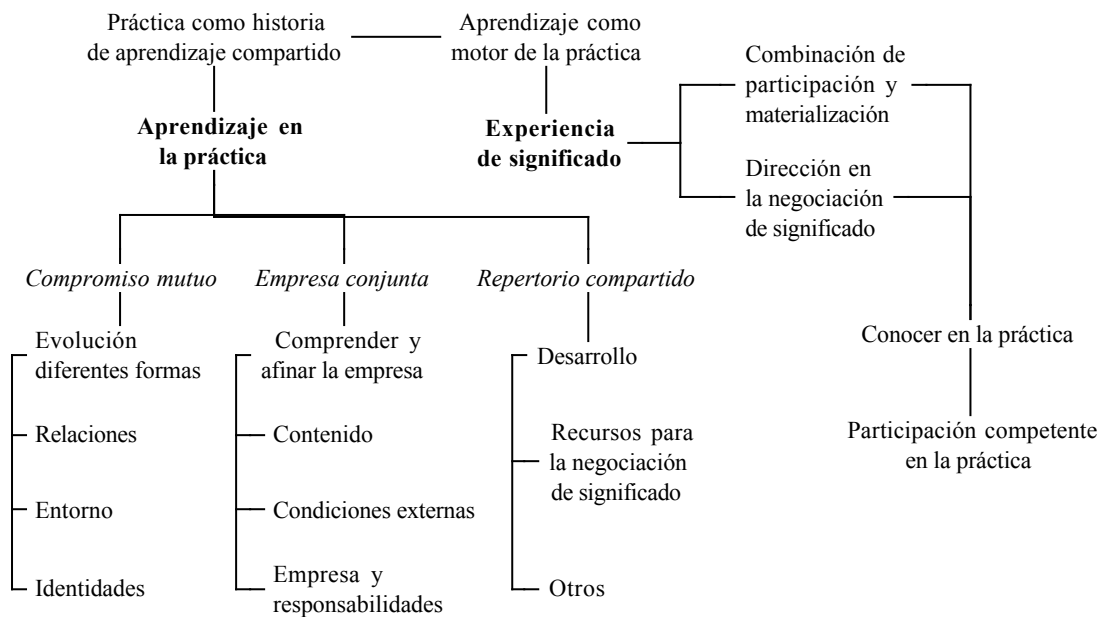 Práctica como historia
de aprendizaje compartido
Aprendizaje como
motor de la práctica
Combinación de
participación y
materialización
Aprendizaje en
la práctica
Experiencia
de significado
Dirección en
la negociación
de significado
Compromiso mutuo
Empresa conjunta
Repertorio compartido
Evolución
diferentes formas
Relaciones
Entorno
Identidades
Comprender y
afinar la empresa
Contenido
Condiciones externas
Empresa y
responsabilidades
Desarrollo
Recursos para
la negociación
de significado
Otros
Conocer en la práctica
Participación competente
en la práctica